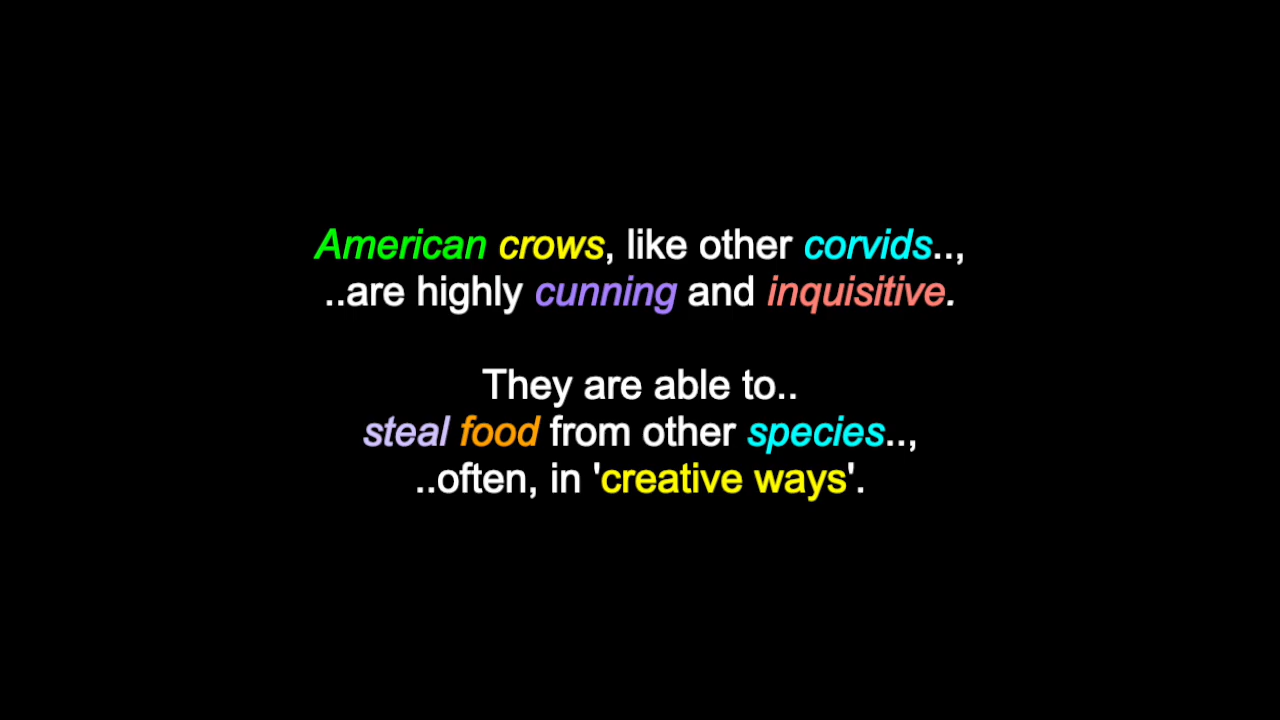 American crows, like other corvids..,
..are highly cunning and inquisitive.
They are able to..
steal food from other species..,
..often, in 'creative ways'.